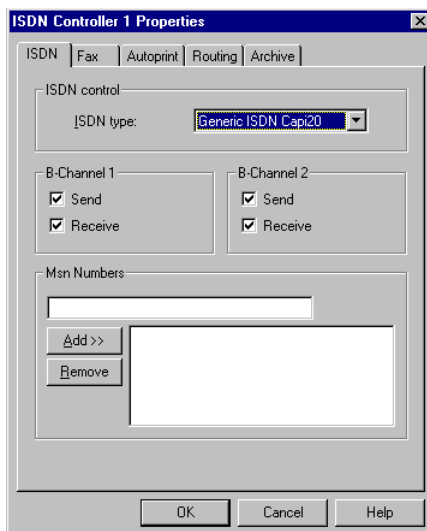 ISDN Controller 1 Properties
ISDN Fax Autoprint Routing Archive
ISDN control
ISDN type: Generic ISDN Capi20
B-Channel 1 B-Channel 2
Send Send
Receive Receive
Msn Numbers
Add >>
Remove
OK Cancel Help